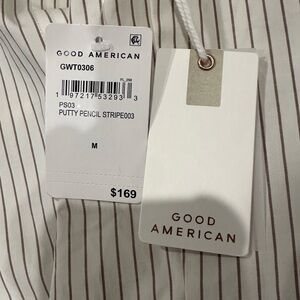 GOOD AMERICAN
GWT0306
1 97217 53293 3
PS03
PUTTY PENCIL STRIPE003
M
$169
GOOD
AMERICAN